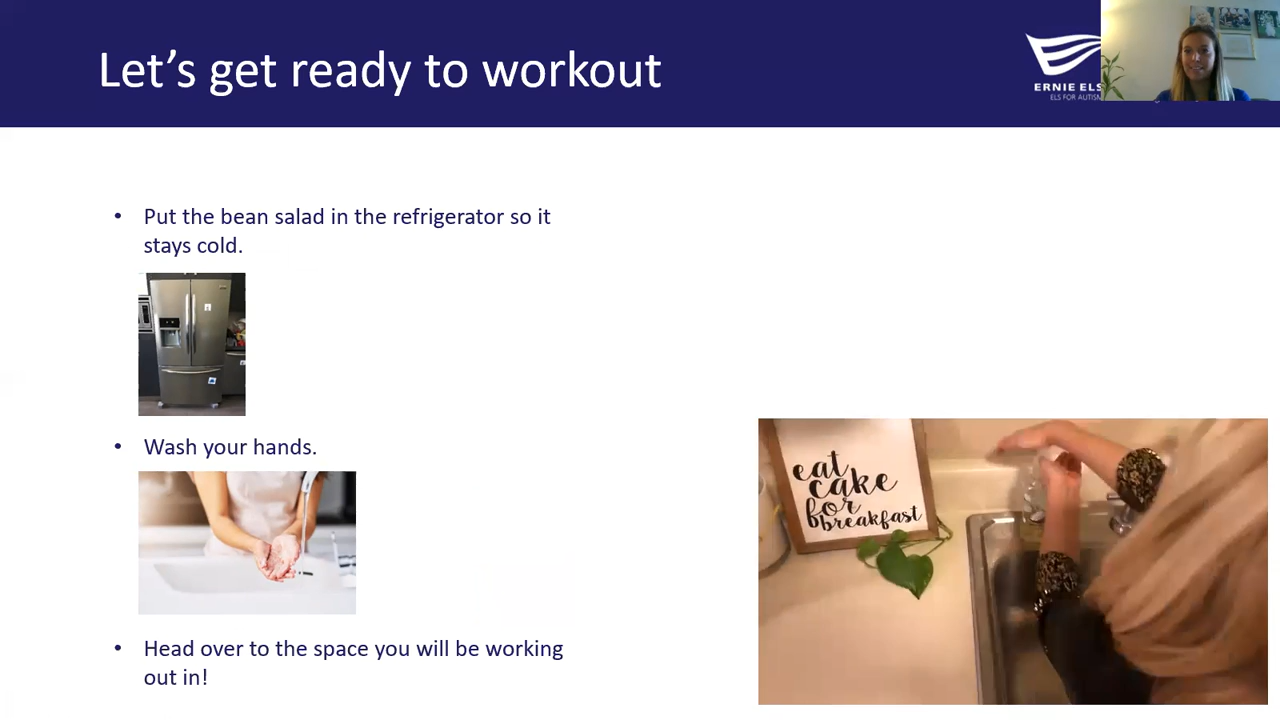 Let's get ready to workout
ERNIE ELS
ELS FOR AUTISM
• Put the bean salad in the refrigerator so it
stays cold.
• Wash your hands.
• Head over to the space you will be working
out in!
eat
cake
for
breakfast